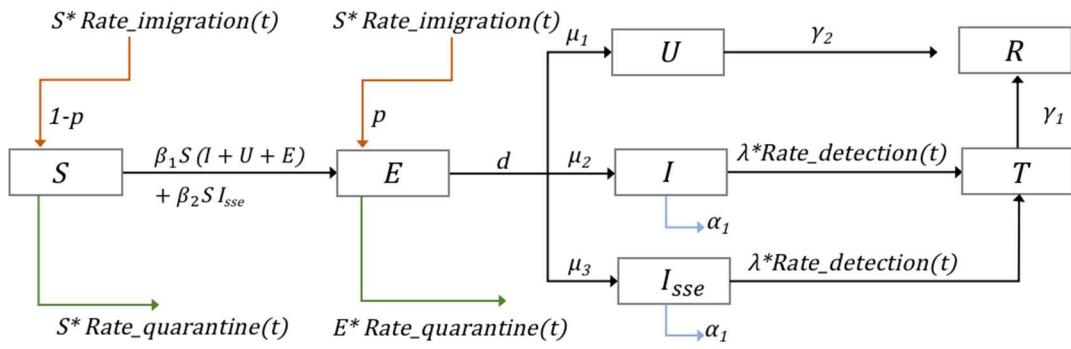 S* Rate_imigration(t)
S* Rate_imigration(t)
1-p
p
μ₁
U
γ₂
R
γ₁
S
β₁S (I + U + E)
+ β₂S Iₛₛₑ
E
d
μ₂
I
λ*Rate_detection(t)
T
α₁
μ₃
Iₛₛₑ
λ*Rate_detection(t)
α₁
S* Rate_quarantine(t)
E* Rate_quarantine(t)